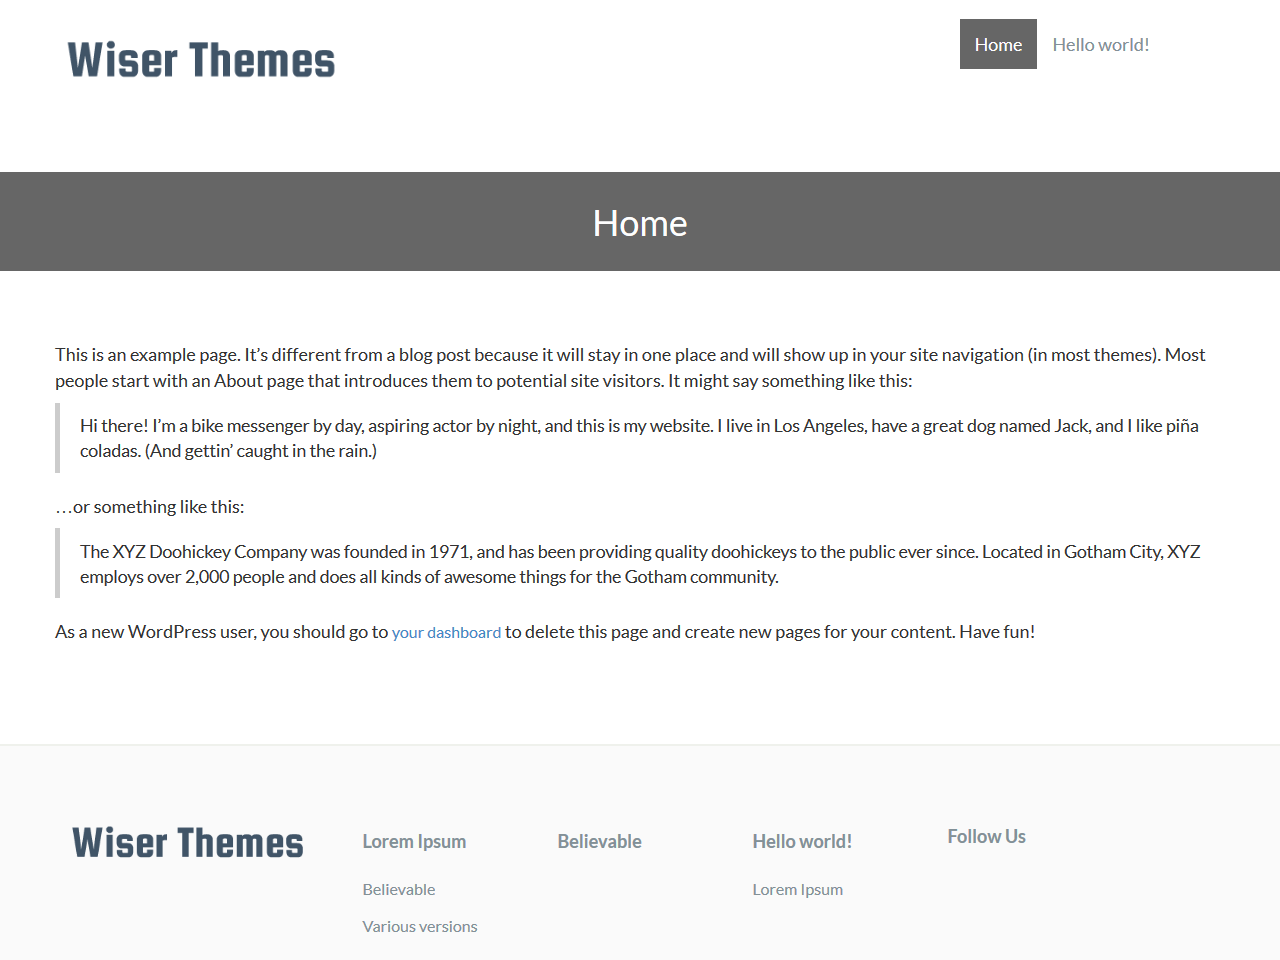 Wiser Themes
Home
Hello world!
Home
This is an example page. It’s different from a blog post because it will stay in one place and will show up in your site navigation (in most themes). Most
people start with an About page that introduces them to potential site visitors. It might say something like this:
Hi there! I’m a bike messenger by day, aspiring actor by night, and this is my website. I live in Los Angeles, have a great dog named Jack, and I like piña
coladas. (And gettin’ caught in the rain.)
…or something like this:
The XYZ Doohickey Company was founded in 1971, and has been providing quality doohickeys to the public ever since. Located in Gotham City, XYZ
employs over 2,000 people and does all kinds of awesome things for the Gotham community.
As a new WordPress user, you should go to your dashboard to delete this page and create new pages for your content. Have fun!
Wiser Themes
Lorem Ipsum
Believable
Various versions
Believable
Hello world!
Lorem Ipsum
Follow Us